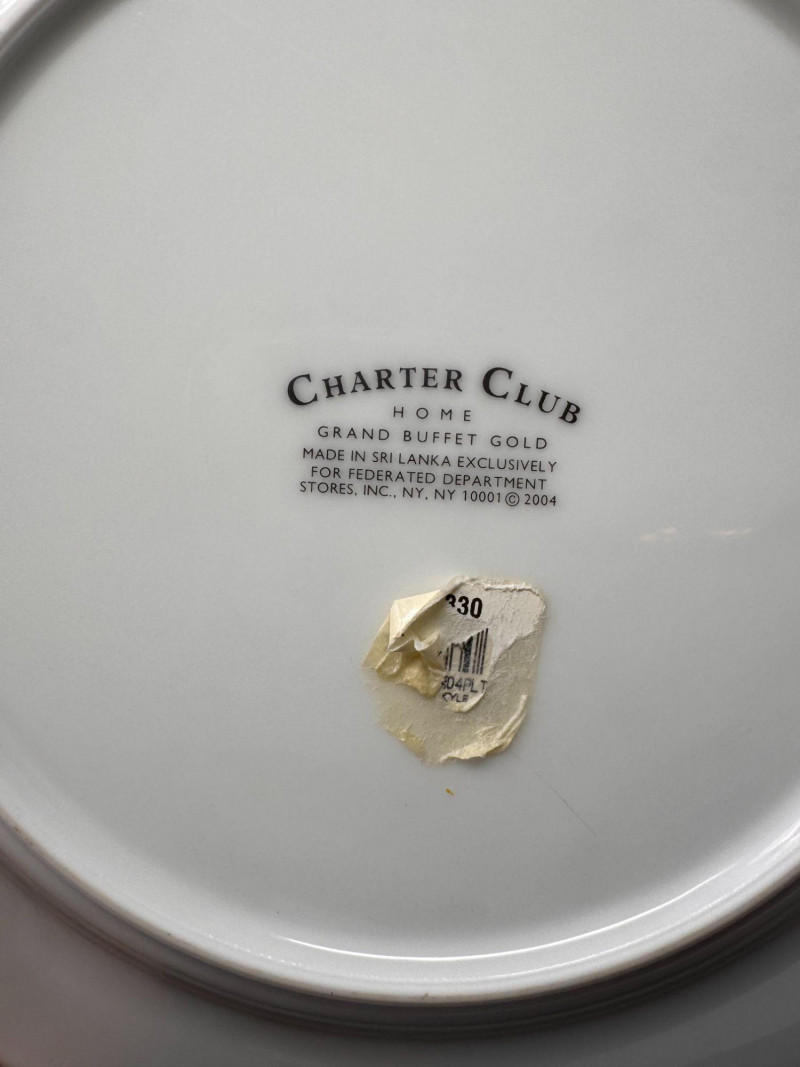 CHARTER CLUB
HOME
GRAND BUFFET GOLD
MADE IN SRI LANKA EXCLUSIVELY
FOR FEDERATED DEPARTMENT
STORES, INC., NY, NY 10001 © 2004
330
04PLT